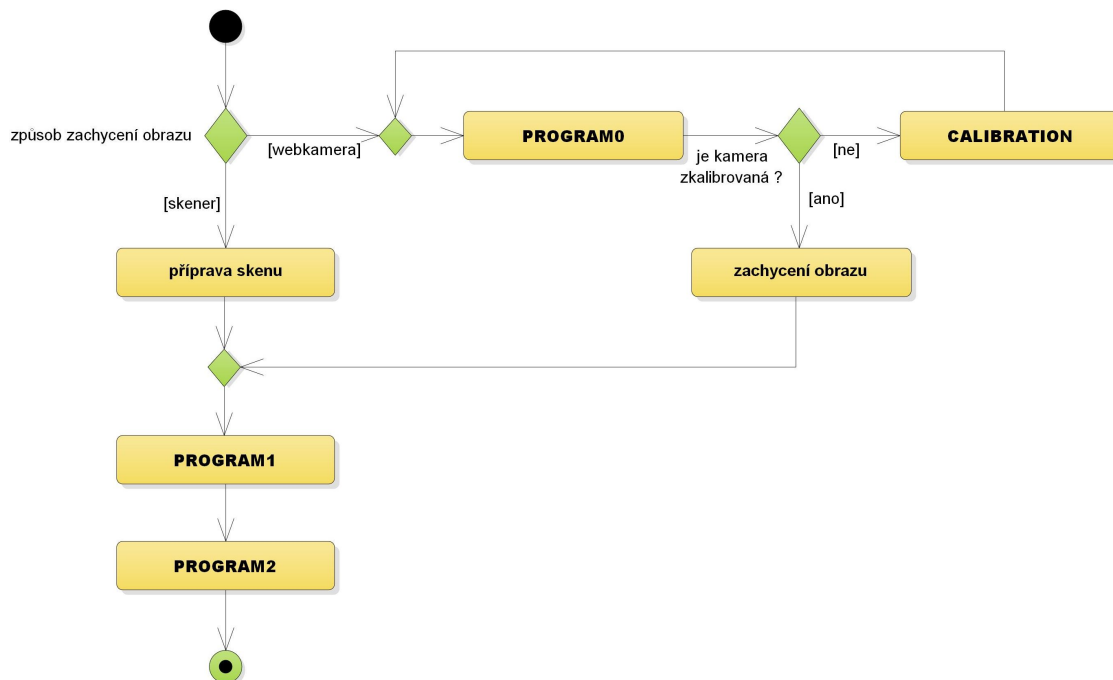 způsob zachycení obrazu
[webkamera]
PROGRAM0
je kamera
zkalibrovaná ?
[ne]
CALIBRATION
[skener]
[ano]
příprava skenu
zachycení obrazu
PROGRAM1
PROGRAM2